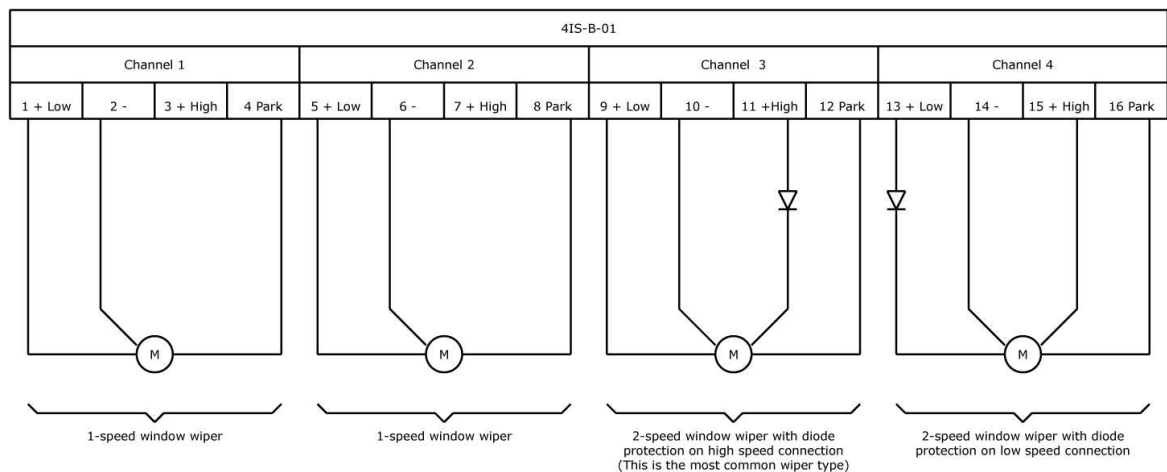 4IS-B-01
Channel 1
Channel 2
Channel 3
Channel 4
1 + Low
2 -
3 + High
4 Park
5 + Low
6 -
7 + High
8 Park
9 + Low
10 -
11 +High
12 Park
13 + Low
14 -
15 + High
16 Park
M
M
M
M
1-speed window wiper
1-speed window wiper
2-speed window wiper with diode
protection on high speed connection
(This is the most common wiper type)
2-speed window wiper with diode
protection on low speed connection